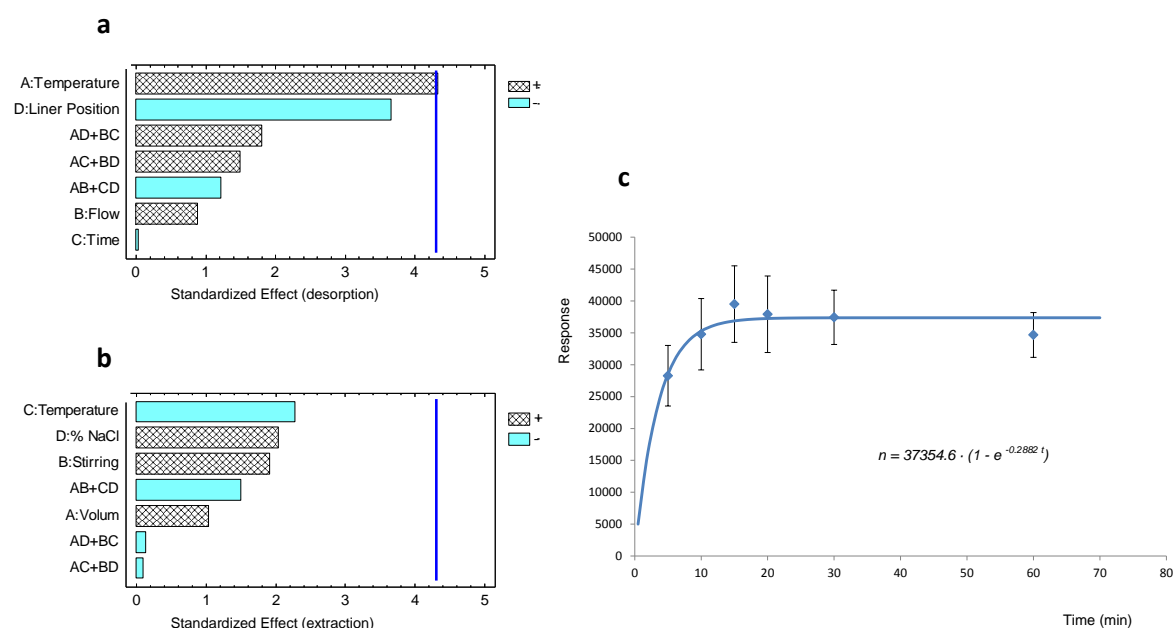 a
A:Temperature
D:Liner Position
AD+BC
AC+BD
AB+CD
B:Flow
C:Time
0 1 2 3 4 5
Standardized Effect (desorption)
+
-
b
C:Temperature
D:% NaCl
B:Stirring
AB+CD
A:Volum
AD+BC
AC+BD
0 1 2 3 4 5
Standardized Effect (extraction)
+
-
c
Response
50000
45000
40000
35000
30000
25000
20000
15000
10000
5000
0
n = 37354.6 · (1 - e -0.2882 t)
0 10 20 30 40 50 60 70 80
Time (min)